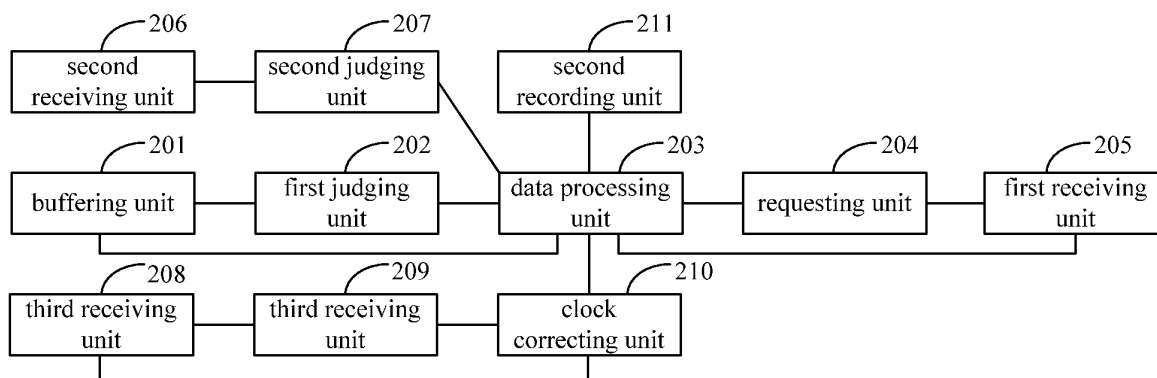 206
207
211
second
receiving unit
second judging
unit
second
recording unit
201
202
203
204
205
buffering unit
first judging
unit
data processing
unit
requesting unit
first receiving
unit
208
209
210
third receiving
unit
third receiving
unit
clock
correcting unit